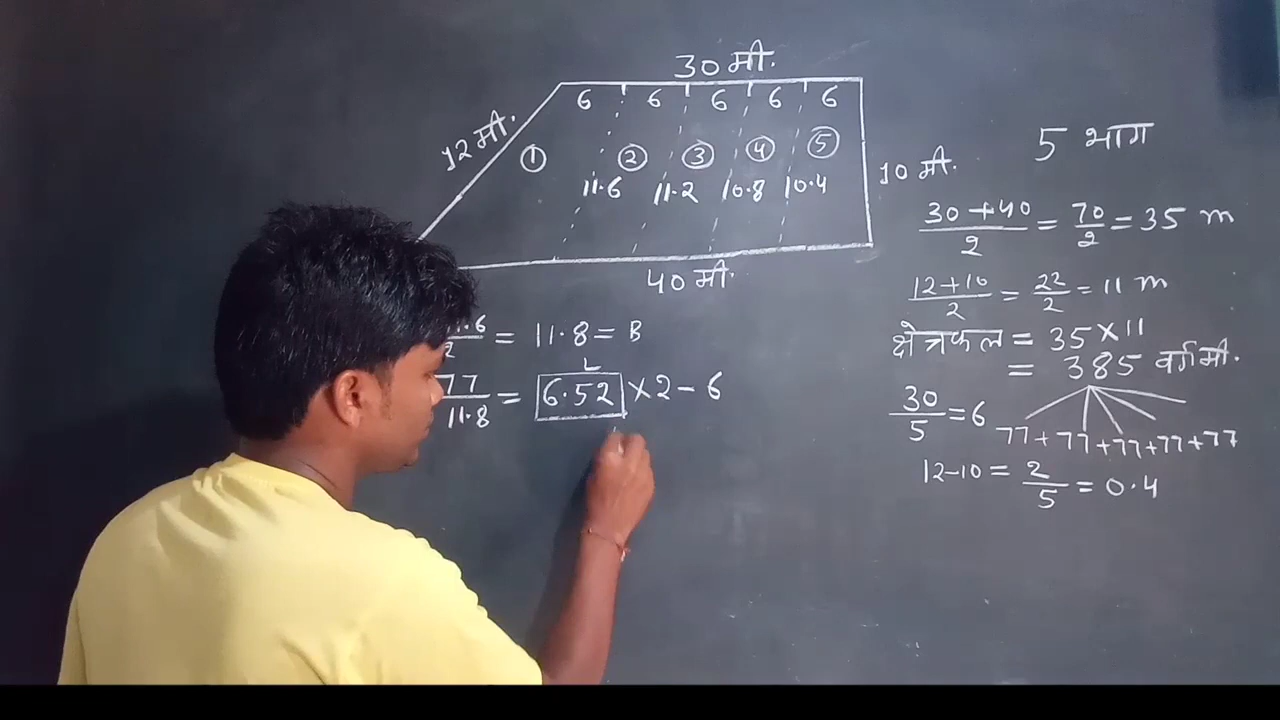 30 मी.
6 6 6 6 6
12 मी.
① ② ③ ④ ⑤
11.6 11.2 10.8 10.4
10 मी.
40 मी.
.6/2 = 11.8 = B
L
77/11.8 = 6.52 × 2 - 6
5 भाग
30 + 40/2 = 70/2 = 35 m
12 + 10/2 = 22/2 = 11 m
क्षेत्रफल = 35 × 11
= 385 वर्ग मी.
30/5 = 6
77 + 77 + 77 + 77 + 77
12 - 10 = 2/5 = 0.4